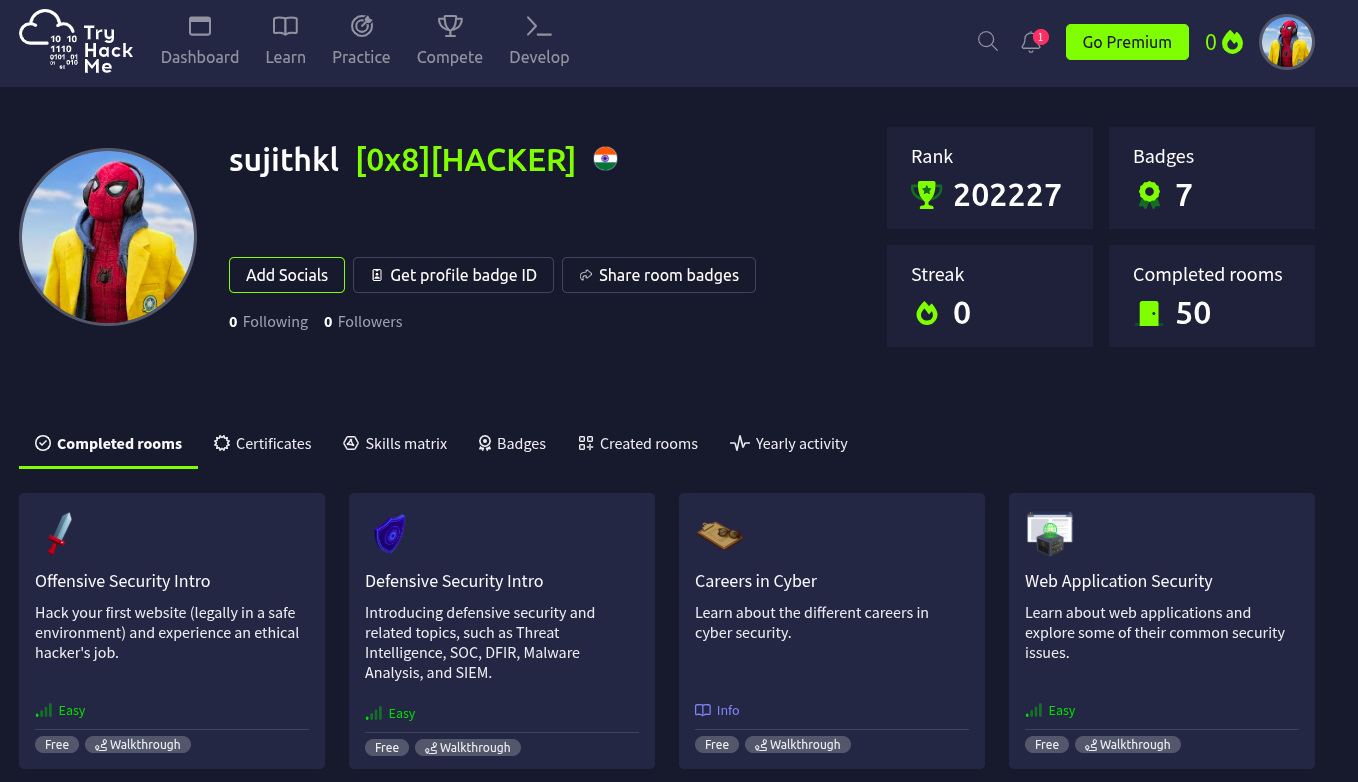 Try
Hack
Me
10 10
1110
0101 01
Dashboard
Learn
Practice
Compete
Develop
1
Go Premium
0
sujithkl [0x8][HACKER]
Add Socials
Get profile badge ID
Share room badges
0 Following 0 Followers
Rank
202227
Badges
7
Streak
0
Completed rooms
50
Completed rooms
Certificates
Skills matrix
Badges
Created rooms
Yearly activity
Offensive Security Intro
Hack your first website (legally in a safe
environment) and experience an ethical
hacker's job.
Easy
Free
Walkthrough
Defensive Security Intro
Introducing defensive security and
related topics, such as Threat
Intelligence, SOC, DFIR, Malware
Analysis, and SIEM.
Easy
Free
Walkthrough
Careers in Cyber
Learn about the different careers in
cyber security.
Info
Free
Walkthrough
Web Application Security
Learn about web applications and
explore some of their common security
issues.
Easy
Free
Walkthrough